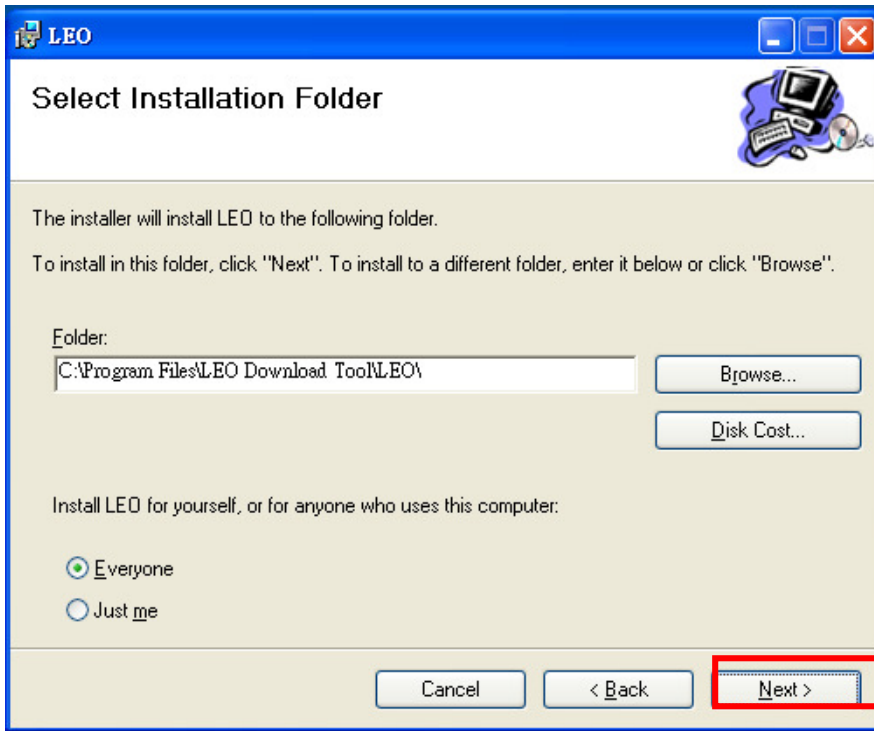 LEO
Select Installation Folder
The installer will install LEO to the following folder.
To install in this folder, click "Next". To install to a different folder, enter it below or click "Browse".
Folder:
C:\Program Files\LEO Download Tool\LEO\
Browse...
Disk Cost...
Install LEO for yourself, or for anyone who uses this computer:
Everyone
Just me
Cancel
< Back
Next >